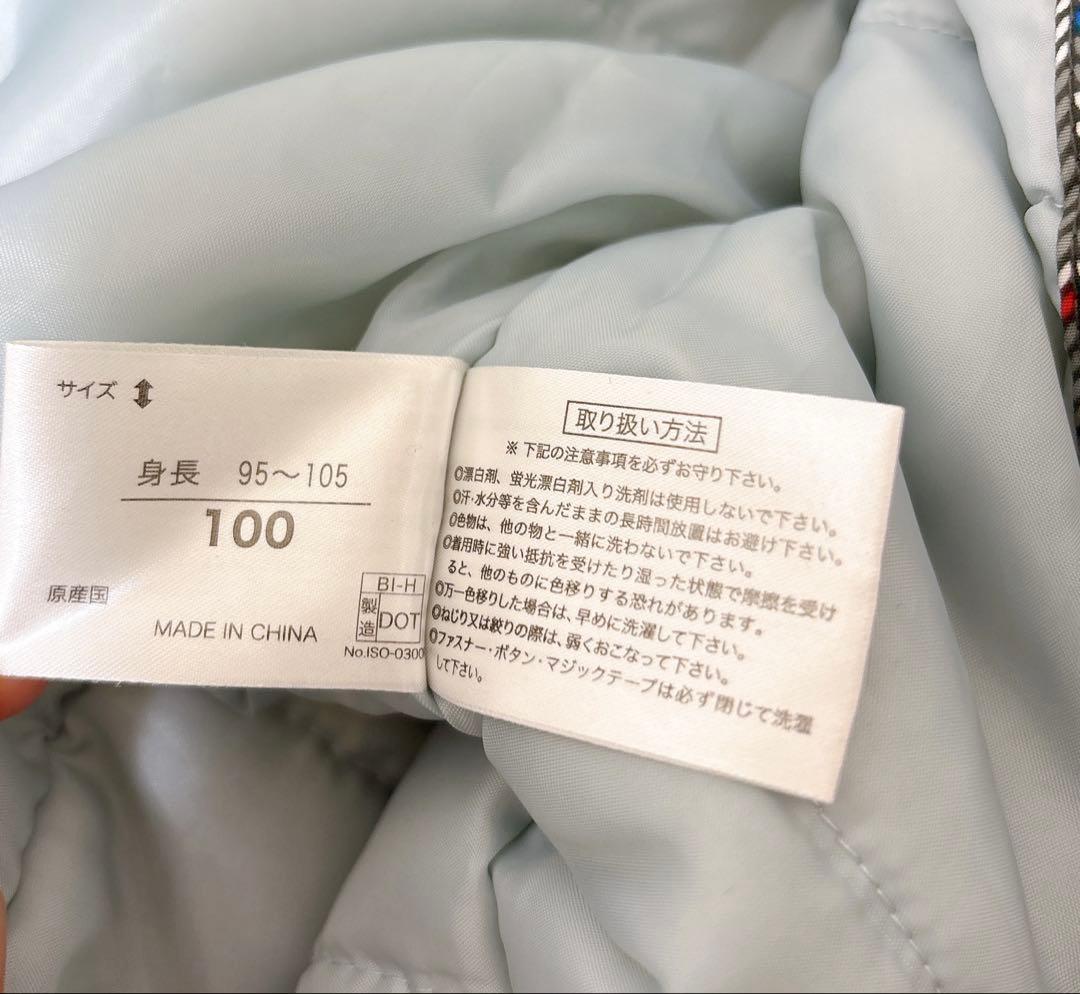 サイズ
身長 95〜105
100
原産国
MADE IN CHINA
BI-H
製造 DOT
No.ISO-0300
取り扱い方法
※ 下記の注意事項を必ずお守り下さい。
◎漂白剤、蛍光漂白剤入り洗剤は使用しないで下さい。
◎汗・水分等を含んだままの長時間放置はお避け下さい。
◎色物は、他の物と一緒に洗わないで下さい。
◎着用時に強い抵抗を受けたり湿った状態で摩擦を受け
ると、他のものに色移りする恐れがあります。
◎万一色移りした場合は、早めに洗濯して下さい。
◎ねじり又は絞りの際は、弱くおこなって下さい。
◎ファスナー・ボタン・マジックテープは必ず閉じて洗濯
して下さい。